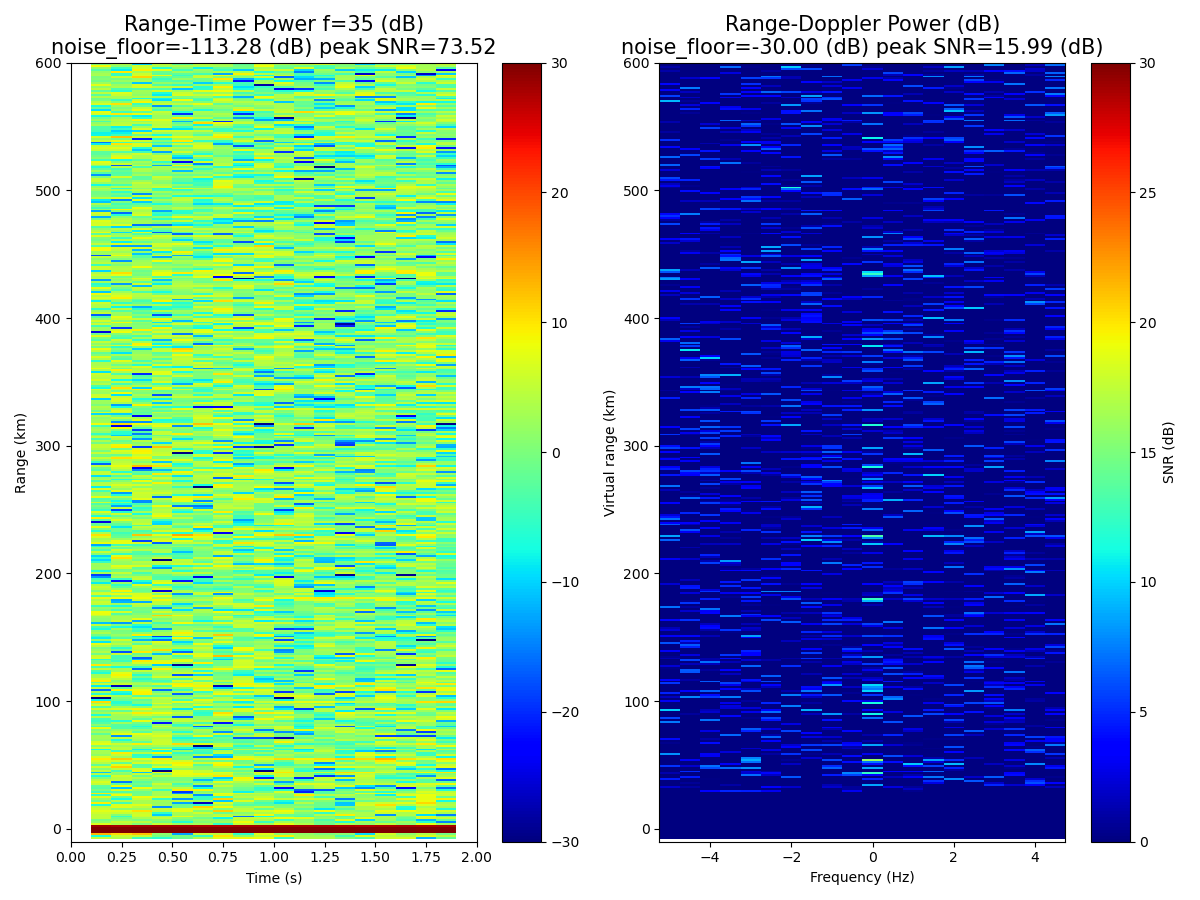 Range-Time Power f=35 (dB)
noise_floor=-113.28 (dB) peak SNR=73.52
Range-Doppler Power (dB)
noise_floor=-30.00 (dB) peak SNR=15.99 (dB)
600
500
400
300
200
100
0
Range (km)
0.00 0.25 0.50 0.75 1.00 1.25 1.50 1.75 2.00
Time (s)
30
20
10
0
−10
−20
−30
600
500
400
300
200
100
0
Virtual range (km)
−4 −2 0 2 4
Frequency (Hz)
30
25
20
15
10
5
0
SNR (dB)